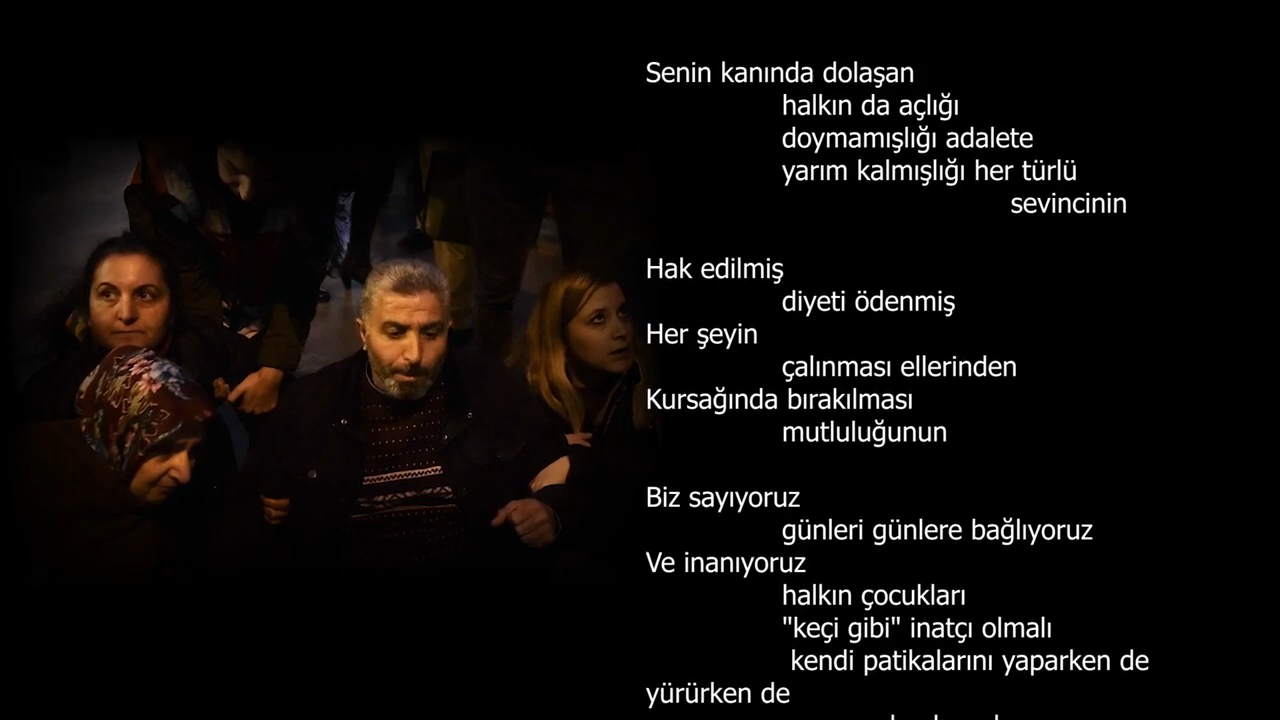 Senin kanında dolaşan
halkın da açlığı
doymamışlığı adalete
yarım kalmışlığı her türlü
sevincinin
Hak edilmiş
diyeti ödenmiş
Her şeyin
çalınması ellerinden
Kursağında bırakılması
mutluluğunun
Biz sayıyoruz
günleri günlere bağlıyoruz
Ve inanıyoruz
halkın çocukları
"keçi gibi" inatçı olmalı
kendi patikalarını yaparken de
yürürken de